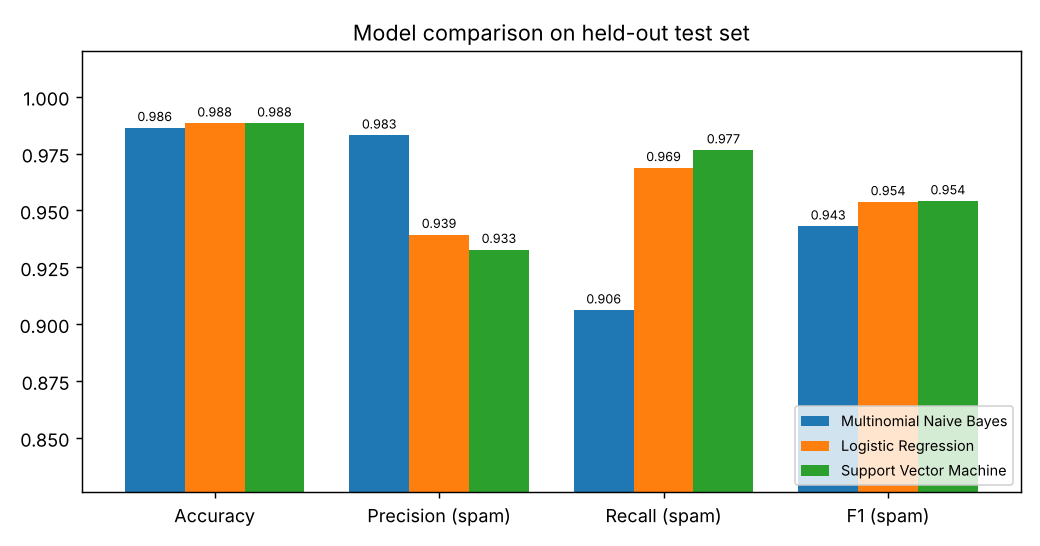 Model comparison on held-out test set
1.000
0.975
0.950
0.925
0.900
0.875
0.850
0.986
0.988
0.988
0.983
0.939
0.933
0.906
0.969
0.977
0.943
0.954
0.954
Multinomial Naive Bayes
Logistic Regression
Support Vector Machine
Accuracy
Precision (spam)
Recall (spam)
F1 (spam)